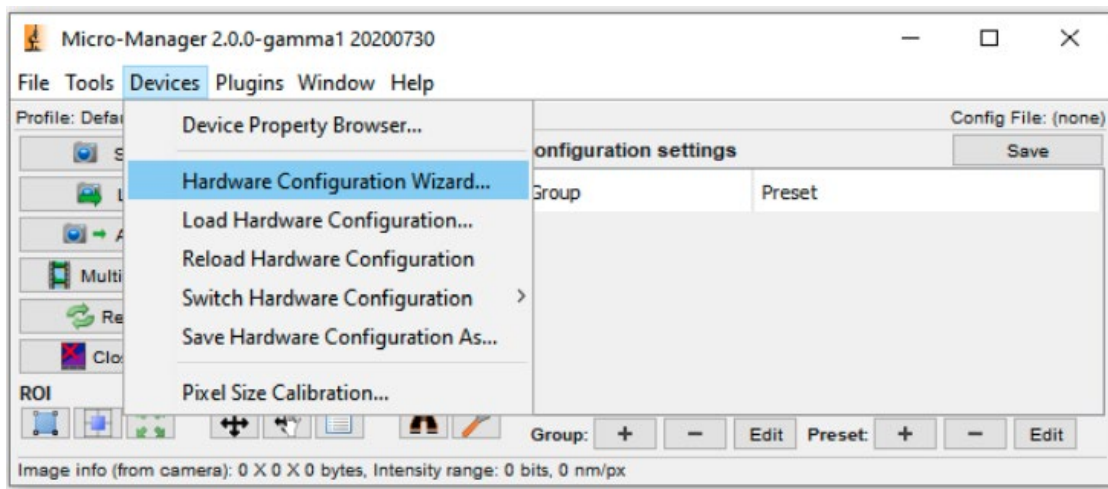 Micro-Manager 2.0.0-gamma1 20200730
File Tools Devices Plugins Window Help
Profile: Defau
Config File: (none)
Device Property Browser...
S
onfiguration settings
Save
Hardware Configuration Wizard...
Group
Preset
L
Load Hardware Configuration...
A
Reload Hardware Configuration
Multi
Switch Hardware Configuration
Re
Save Hardware Configuration As...
Clo
ROI
Pixel Size Calibration...
Group: + − Edit Preset: + − Edit
Image info (from camera): 0 X 0 X 0 bytes, Intensity range: 0 bits, 0 nm/px